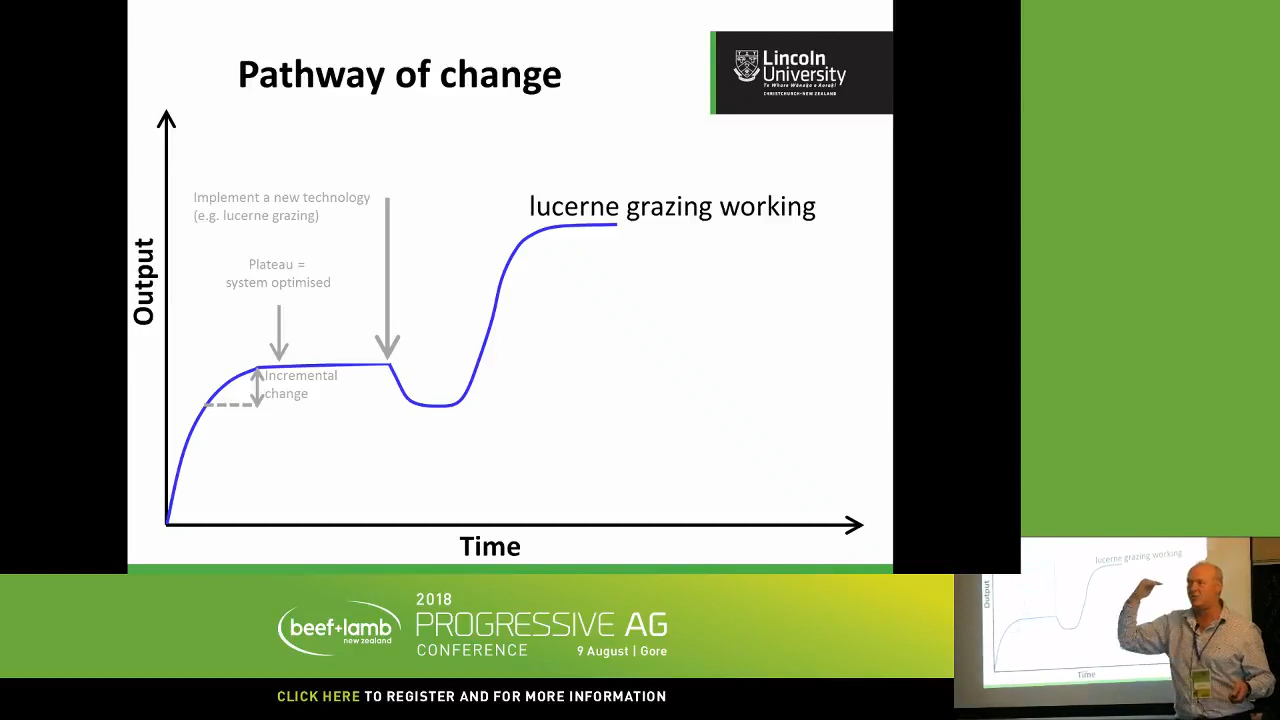 Pathway of change
Lincoln
University
Te Whare Wānaka o Aoraki
CHRISTCHURCH•NEW ZEALAND
Output
Implement a new technology
(e.g. lucerne grazing)
lucerne grazing working
Plateau =
system optimised
Incremental
change
Time
beef+lamb
new zealand
2018
PROGRESSIVE AG
CONFERENCE 9 August | Gore
CLICK HERE TO REGISTER AND FOR MORE INFORMATION
lucerne grazing working
Output
Time